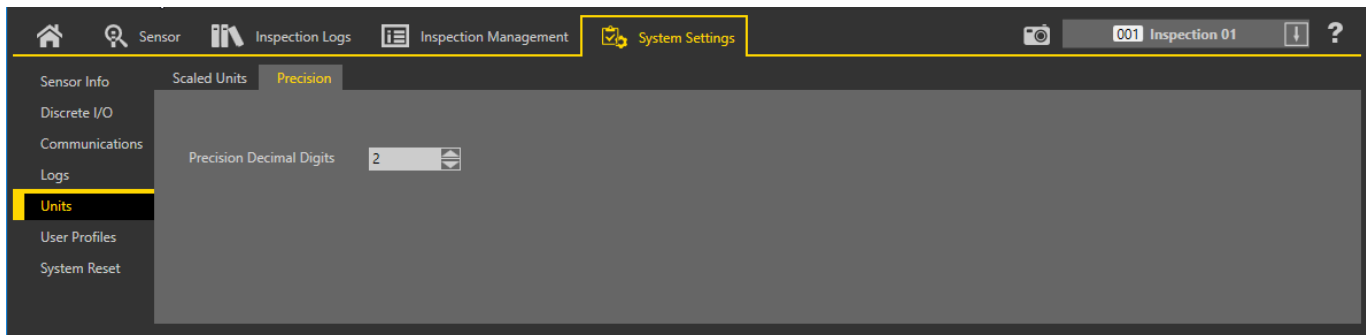 Sensor
Inspection Logs
Inspection Management
System Settings
001 Inspection 01
?
Sensor Info
Discrete I/O
Communications
Logs
Units
User Profiles
System Reset
Scaled Units
Precision
Precision Decimal Digits
2